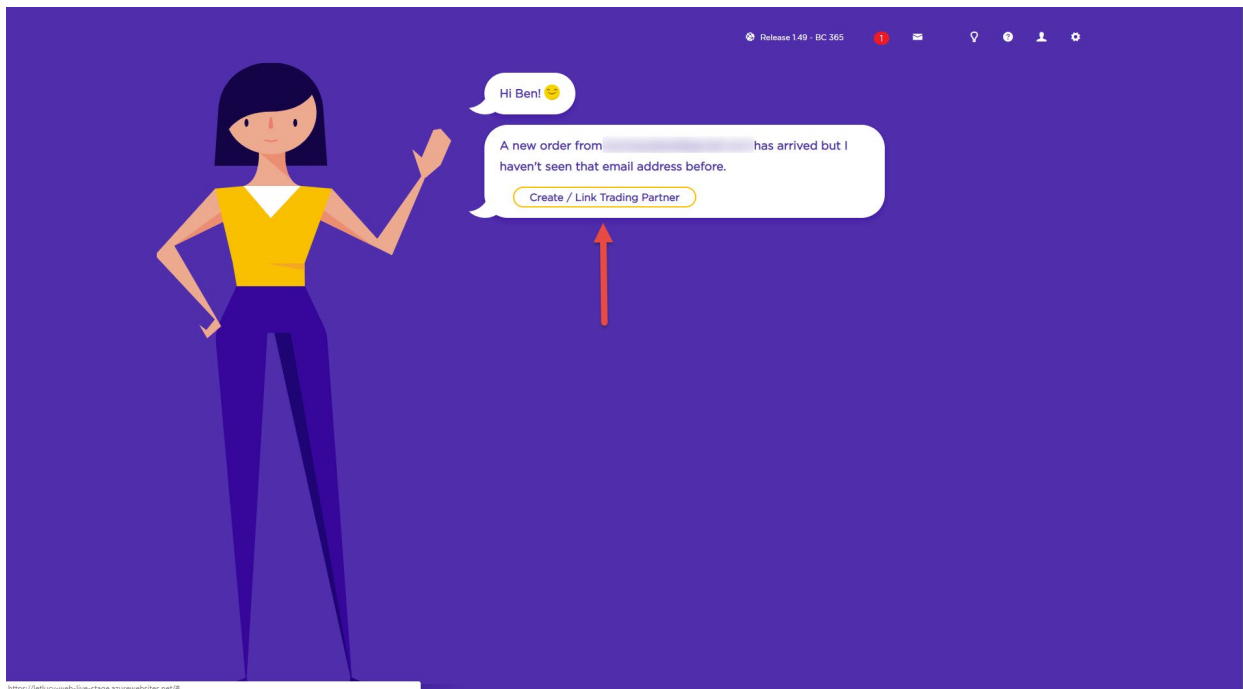 Release 1.49 - BC 365
1
Hi Ben!
A new order from has arrived but I
haven't seen that email address before.
Create / Link Trading Partner